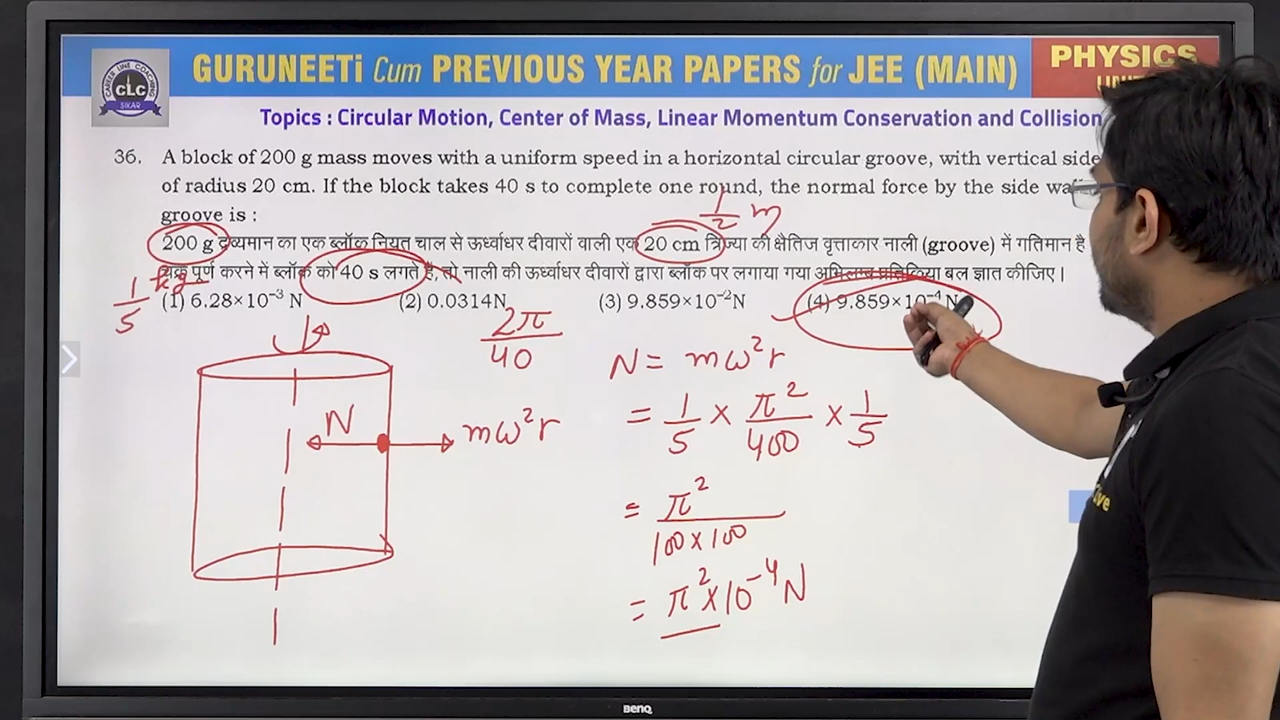 GURUNEETi Cum PREVIOUS YEAR PAPERS for JEE (MAIN)
PHYSICS
CAREER LINE COACHING
CLC
SIKAR
Topics : Circular Motion, Center of Mass, Linear Momentum Conservation and Collision
36. A block of 200 g mass moves with a uniform speed in a horizontal circular groove, with vertical side
of radius 20 cm. If the block takes 40 s to complete one round, the normal force by the side
groove is :
1/2 m
200 g द्रव्यमान का एक ब्लॉक नियत चाल से ऊर्ध्वाधर दीवारों वाली एक 20 cm त्रिज्या की क्षैतिज वृत्ताकार नाली (groove) में गतिमान है
चक्र पूर्ण करने में ब्लॉक को 40 s लगते हैं, तो नाली की ऊर्ध्वाधर दीवारों द्वारा ब्लॉक पर लगाया गया अभिलम्ब प्रतिक्रिया बल ज्ञात कीजिए।
1/5 kg
(1) 6.28×10⁻³ N (2) 0.0314N (3) 9.859×10⁻²N (4) 9.859×10⁻⁴N
2π/40
N = mω²r
= 1/5 × π²/400 × 1/5
N mω²r
= π²/100×100
= π²×10⁻⁴ N
BenQ